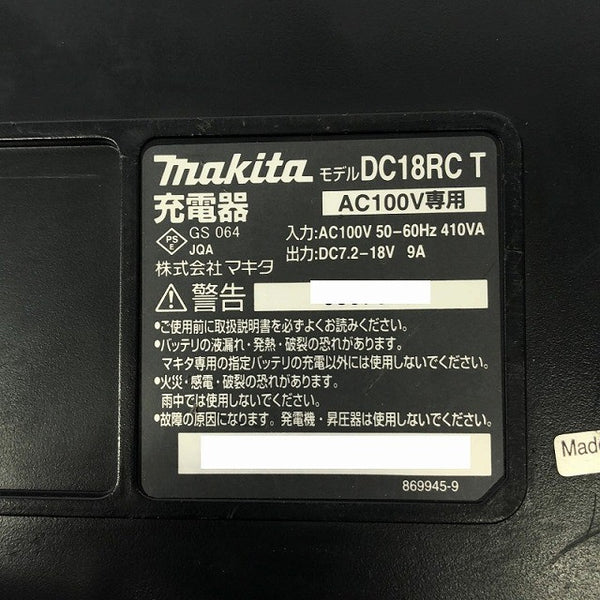 makita モデル DC18RC T
充電器 AC100V専用
PS E GS 064
JQA
入力:AC100V 50-60Hz 410VA
出力:DC7.2-18V 9A
株式会社 マキタ
警告
•ご使用前に取扱説明書を必ずよくお読みください。
•バッテリの液漏れ・発熱・破裂の恐れがあります。
マキタ専用の指定バッテリの充電以外には使用しないでください。
•火災・感電・破裂の恐れがあります。
雨中では使用しないでください。
•故障の原因になります。発電機・昇圧器は使用しないでください。
869945-9
Made